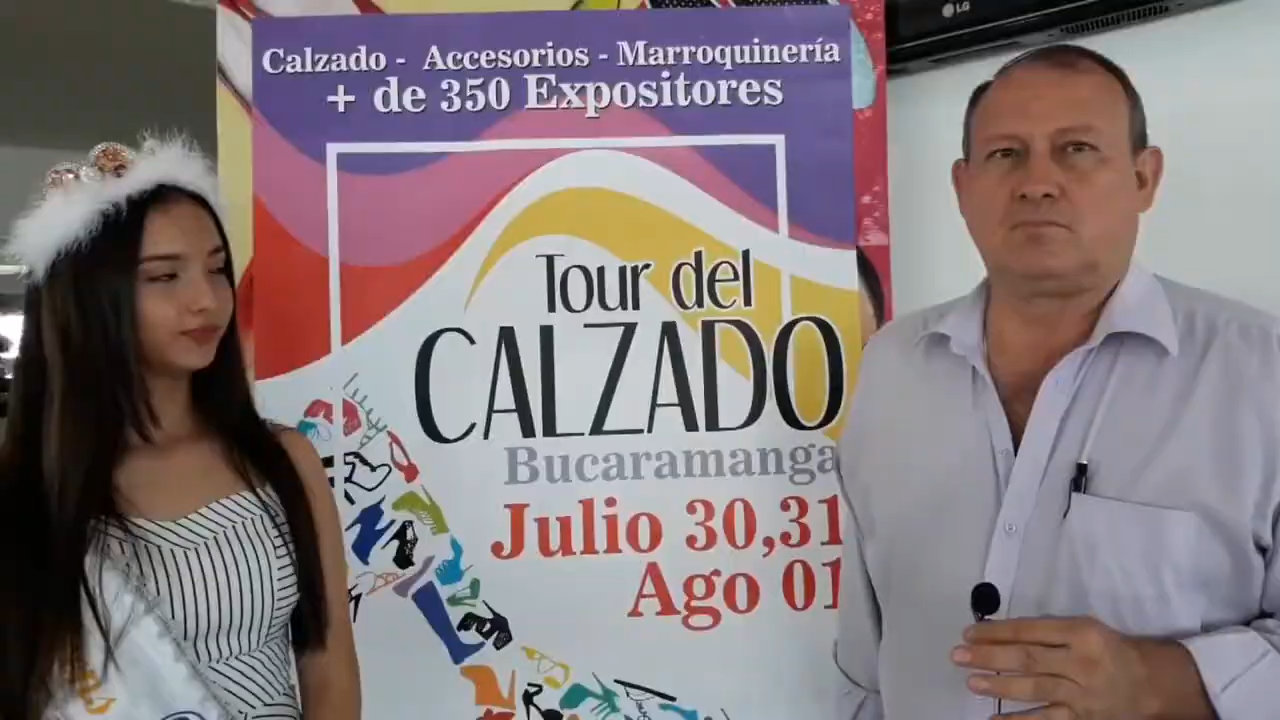 LG
Calzado - Accesorios - Marroquinería
+ de 350 Expositores
Tour del
CALZADO
Bucaramanga
Julio 30,31
Ago 01